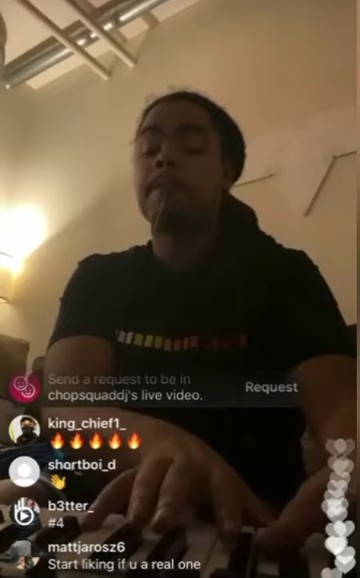 Send a request to be in
chopsquaddj's live video.
Request
king_chief1_
🔥🔥🔥🔥🔥
shortboi_d
👋
b3tter_
#4
mattjarosz6
Start liking if u a real one